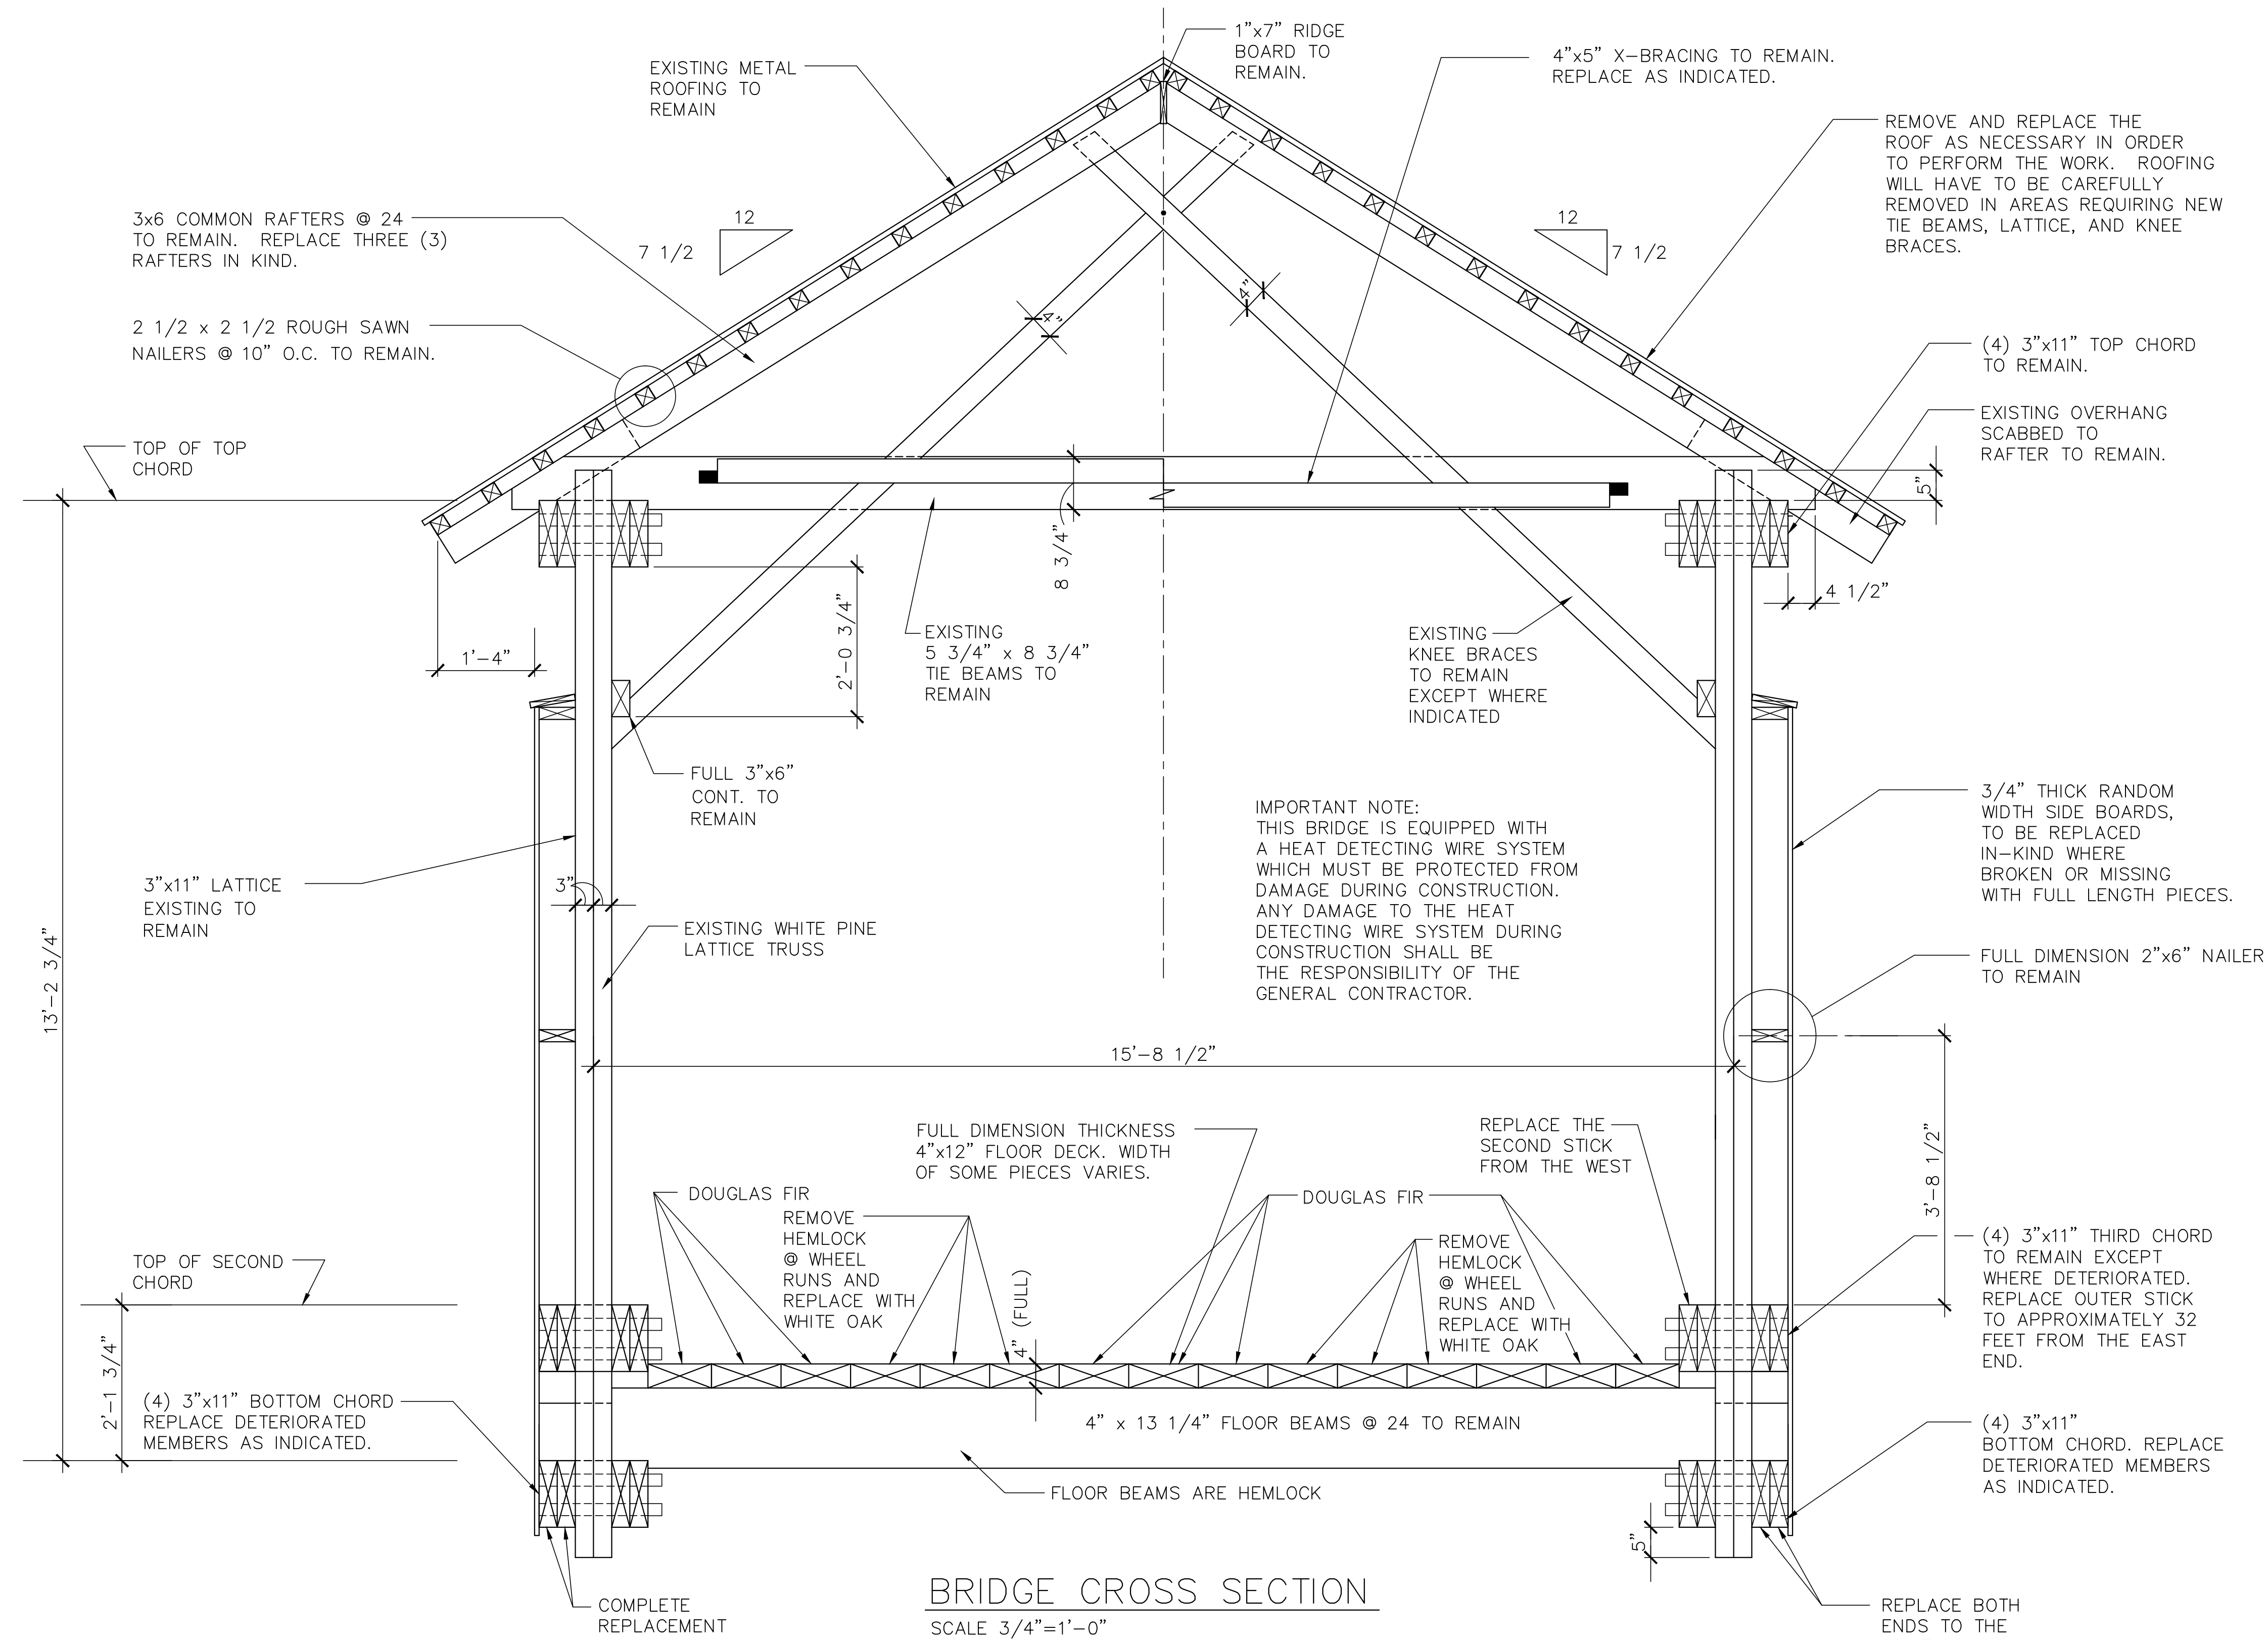 1”x7” RIDGE
BOARD TO
REMAIN.
4”x5” X-BRACING TO REMAIN.
REPLACE AS INDICATED.
EXISTING METAL
ROOFING TO
REMAIN
REMOVE AND REPLACE THE
ROOF AS NECESSARY IN ORDER
TO PERFORM THE WORK. ROOFING
WILL HAVE TO BE CAREFULLY
REMOVED IN AREAS REQUIRING NEW
TIE BEAMS, LATTICE, AND KNEE
BRACES.
3x6 COMMON RAFTERS @ 24
TO REMAIN. REPLACE THREE (3)
RAFTERS IN KIND.
12
7 1/2
12
7 1/2
4”
4”
2 1/2 x 2 1/2 ROUGH SAWN
NAILERS @ 10” O.C. TO REMAIN.
(4) 3”x11” TOP CHORD
TO REMAIN.
EXISTING OVERHANG
SCABBED TO
RAFTER TO REMAIN.
TOP OF TOP
CHORD
5”
8 3/4”
4 1/2”
2’-0 3/4”
1’-4”
EXISTING
5 3/4” x 8 3/4”
TIE BEAMS TO
REMAIN
EXISTING
KNEE BRACES
TO REMAIN
EXCEPT WHERE
INDICATED
FULL 3”x6”
CONT. TO
REMAIN
IMPORTANT NOTE:
THIS BRIDGE IS EQUIPPED WITH
A HEAT DETECTING WIRE SYSTEM
WHICH MUST BE PROTECTED FROM
DAMAGE DURING CONSTRUCTION.
ANY DAMAGE TO THE HEAT
DETECTING WIRE SYSTEM DURING
CONSTRUCTION SHALL BE
THE RESPONSIBILITY OF THE
GENERAL CONTRACTOR.
3/4” THICK RANDOM
WIDTH SIDE BOARDS,
TO BE REPLACED
IN-KIND WHERE
BROKEN OR MISSING
WITH FULL LENGTH PIECES.
3”x11” LATTICE
EXISTING TO
REMAIN
3”
EXISTING WHITE PINE
LATTICE TRUSS
FULL DIMENSION 2”x6” NAILER
TO REMAIN
13’-2 3/4”
15’-8 1/2”
FULL DIMENSION THICKNESS
4”x12” FLOOR DECK. WIDTH
OF SOME PIECES VARIES.
REPLACE THE
SECOND STICK
FROM THE WEST
3’-8 1/2”
DOUGLAS FIR
REMOVE
HEMLOCK
@ WHEEL
RUNS AND
REPLACE WITH
WHITE OAK
4” (FULL)
DOUGLAS FIR
REMOVE
HEMLOCK
@ WHEEL
RUNS AND
REPLACE WITH
WHITE OAK
(4) 3”x11” THIRD CHORD
TO REMAIN EXCEPT
WHERE DETERIORATED.
REPLACE OUTER STICK
TO APPROXIMATELY 32
FEET FROM THE EAST
END.
TOP OF SECOND
CHORD
2’-1 3/4”
(4) 3”x11” BOTTOM CHORD
REPLACE DETERIORATED
MEMBERS AS INDICATED.
4” x 13 1/4” FLOOR BEAMS @ 24 TO REMAIN
FLOOR BEAMS ARE HEMLOCK
(4) 3”x11”
BOTTOM CHORD. REPLACE
DETERIORATED MEMBERS
AS INDICATED.
5”
COMPLETE
REPLACEMENT
BRIDGE CROSS SECTION
SCALE 3/4”=1’-0”
REPLACE BOTH
ENDS TO THE